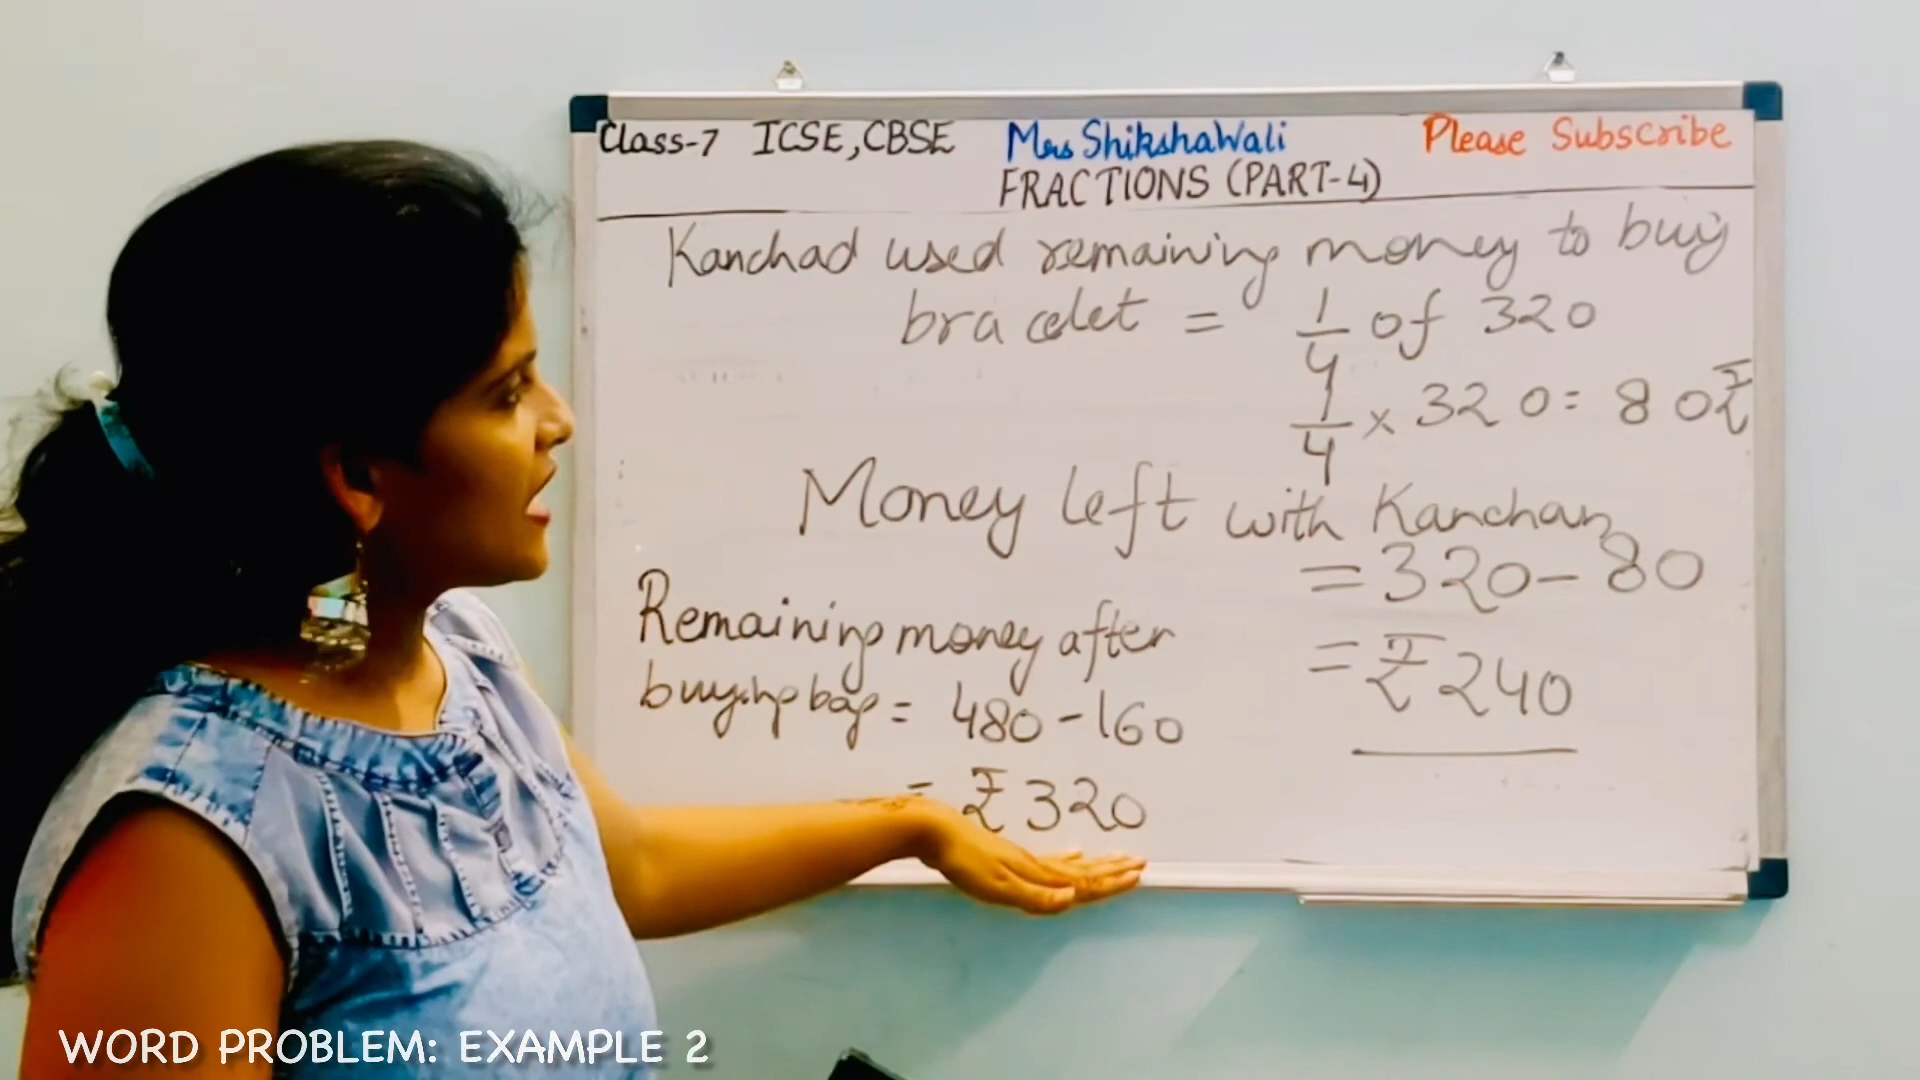 Class-7 ICSE,CBSE Mrs ShikshaWali Please Subscribe
FRACTIONS (PART-4)
Kanchad used remaining money to buy
bracelet = 1/4 of 320
1/4 × 320 = 80₹
Money left with Kanchan
= 320 - 80
= ₹ 240
Remaining money after
buying bag = 480 - 160
= ₹ 320
WORD PROBLEM: EXAMPLE 2